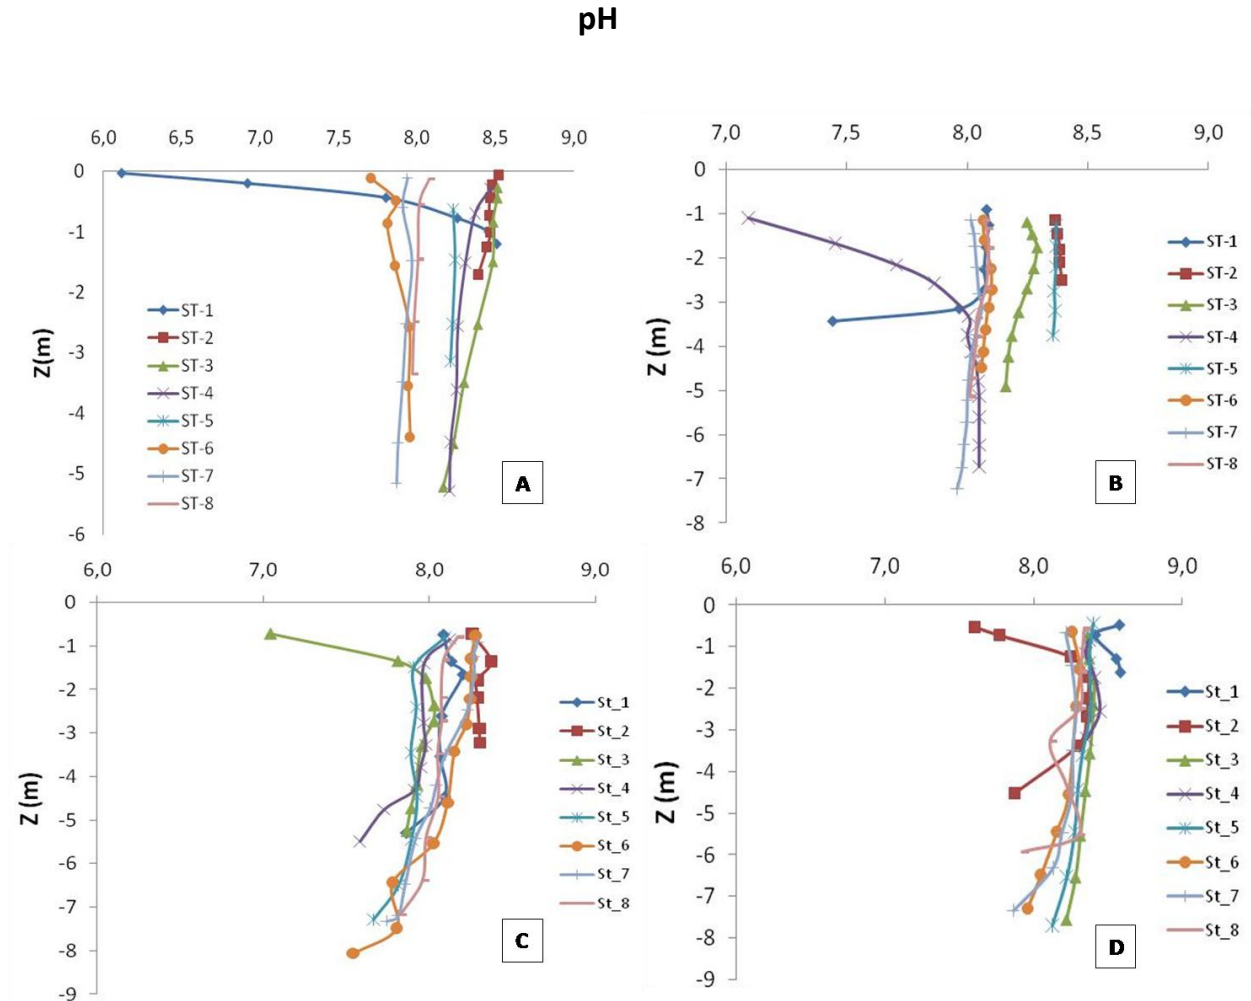 pH
6,0 6,5 7,0 7,5 8,0 8,5 9,0
0
-1
-2
-3
-4
-5
-6
Z(m)
ST-1
ST-2
ST-3
ST-4
ST-5
ST-6
ST-7
ST-8
A
7,0 7,5 8,0 8,5 9,0
0
-1
-2
-3
-4
-5
-6
-7
-8
Z (m)
ST-1
ST-2
ST-3
ST-4
ST-5
ST-6
ST-7
ST-8
B
6,0 7,0 8,0 9,0
0
-1
-2
-3
-4
-5
-6
-7
-8
-9
Z (m)
St_1
St_2
St_3
St_4
St_5
St_6
St_7
St_8
C
6,0 7,0 8,0 9,0
0
-1
-2
-3
-4
-5
-6
-7
-8
-9
Z (m)
St_1
St_2
St_3
St_4
St_5
St_6
St_7
St_8
D